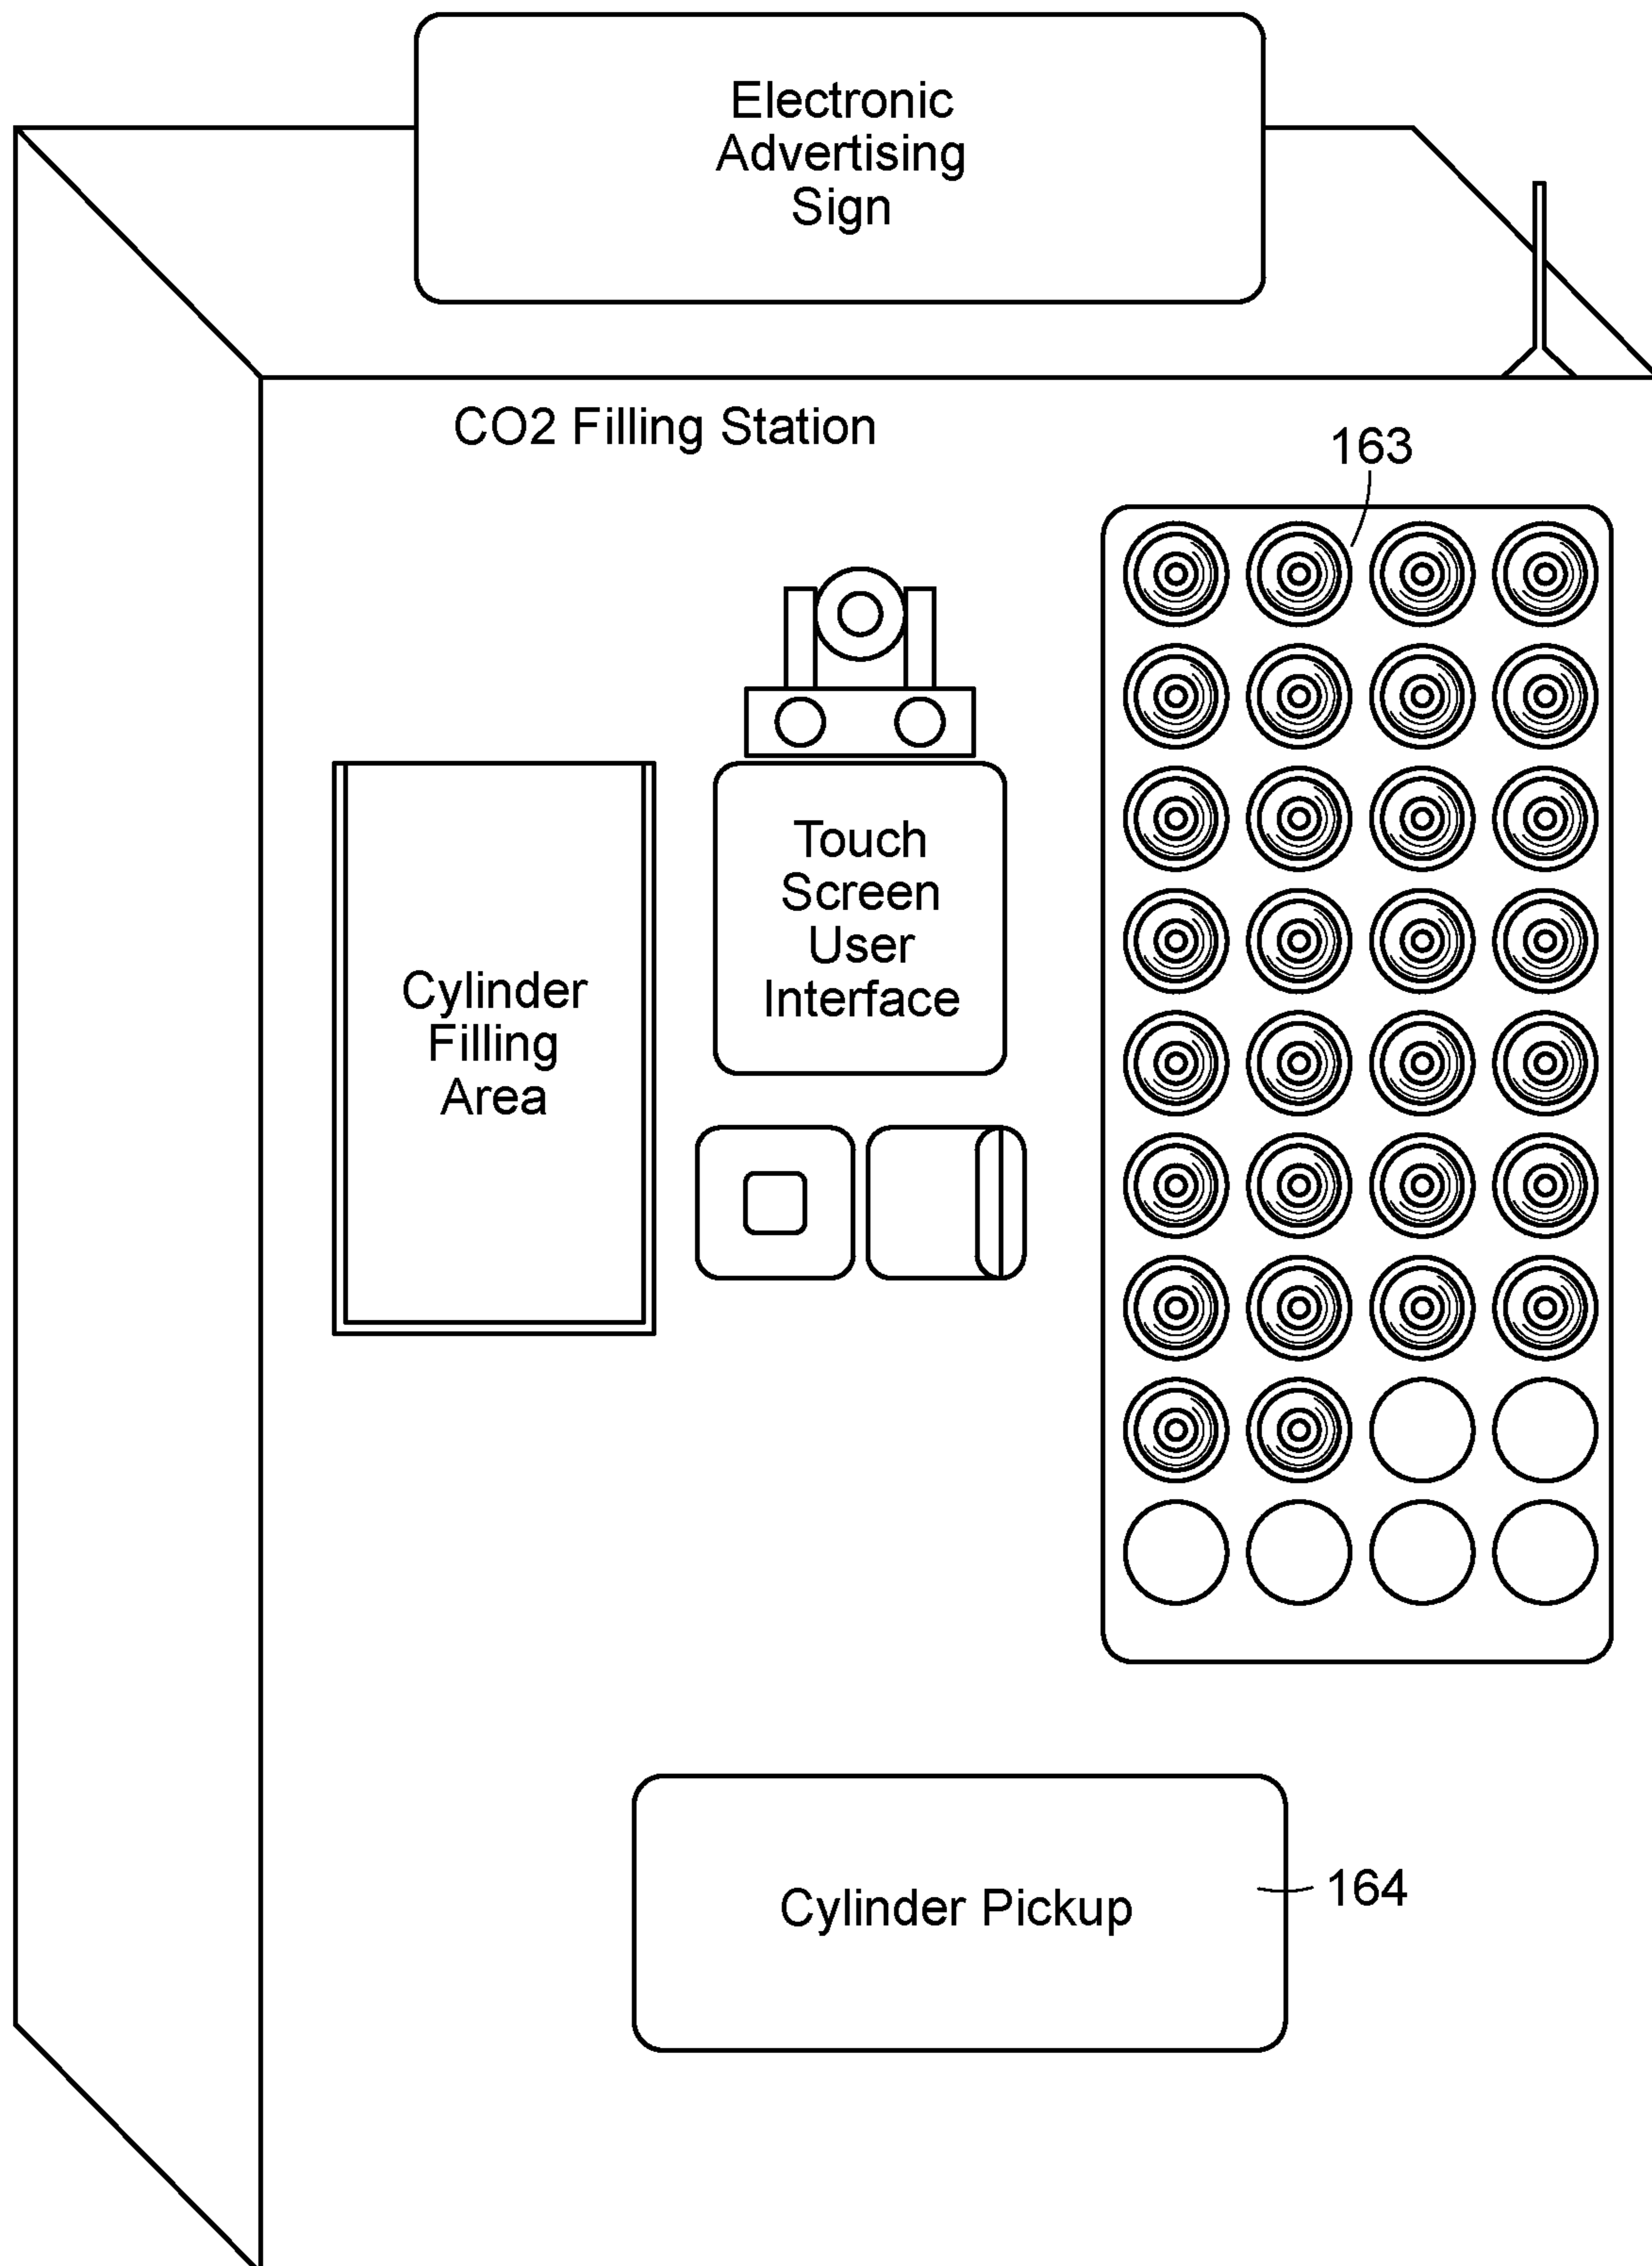 Electronic
Advertising
Sign
CO2 Filling Station
163
Touch
Screen
User
Interface
Cylinder
Filling
Area
Cylinder Pickup
164